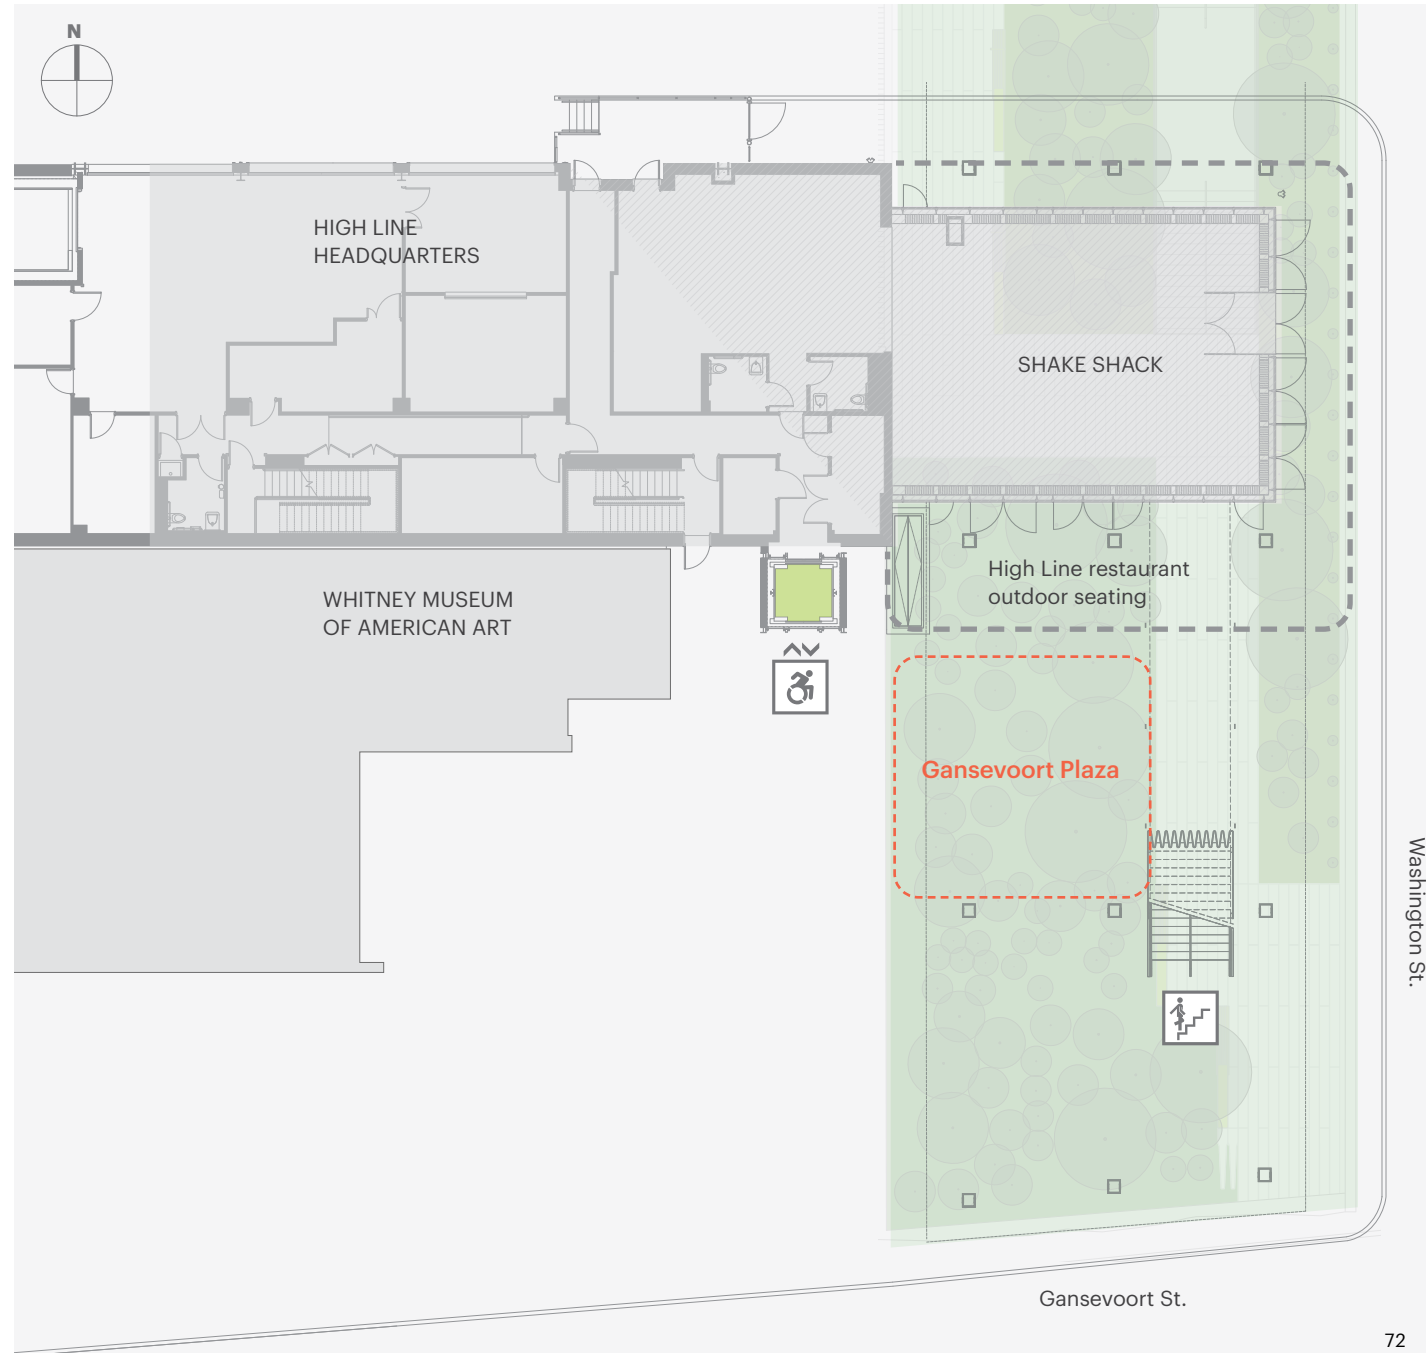 N
HIGH LINE
HEADQUARTERS
SHAKE SHACK
High Line restaurant
outdoor seating
WHITNEY MUSEUM
OF AMERICAN ART
Gansevoort Plaza
Washington St.
Gansevoort St.
72